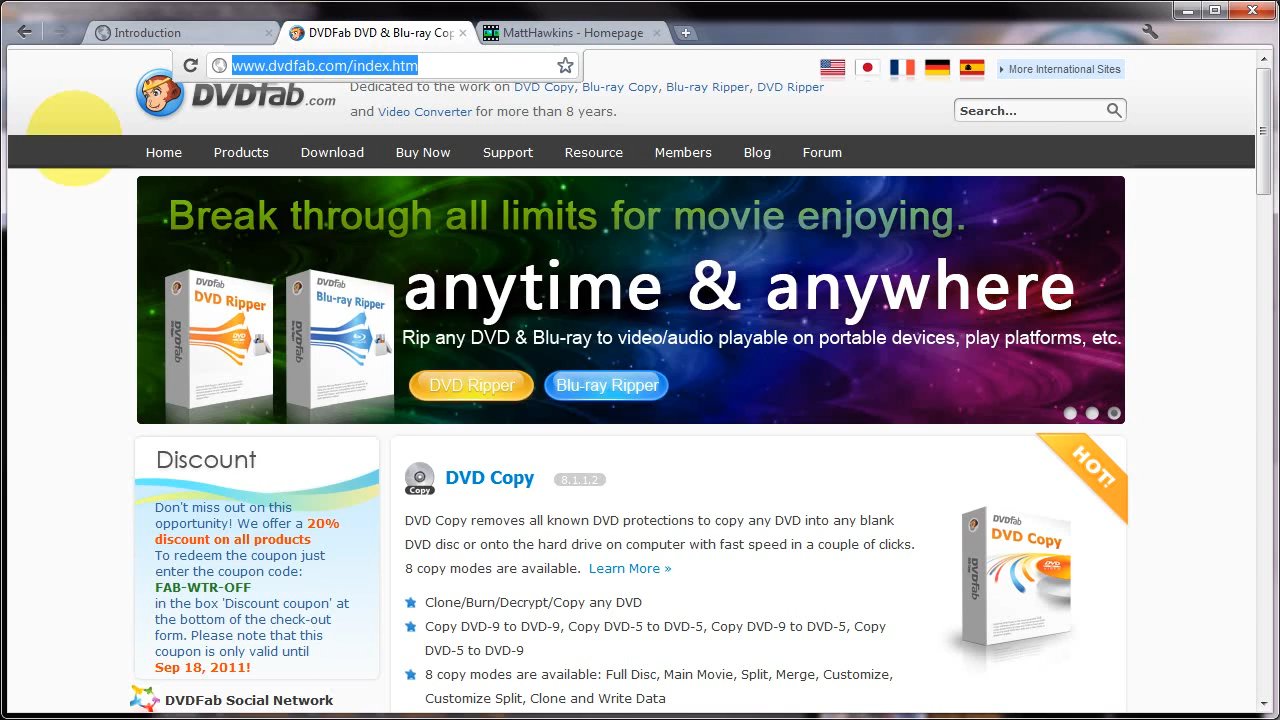 Introduction
DVDFab DVD & Blu-ray Cop
MattHawkins - Homepage
www.dvdfab.com/index.htm
More International Sites
DVDfab.com
Dedicated to the work on DVD Copy, Blu-ray Copy, Blu-ray Ripper, DVD Ripper
and Video Converter for more than 8 years.
Search...
Home Products Download Buy Now Support Resource Members Blog Forum
Break through all limits for movie enjoying.
anytime & anywhere
Rip any DVD & Blu-ray to video/audio playable on portable devices, play platforms, etc.
DVDFab
DVD Ripper
DVDfab
DVDFab
Blu-ray Ripper
DVDfab
DVD Ripper
Blu-ray Ripper
Discount
Don't miss out on this
opportunity! We offer a 20%
discount on all products
To redeem the coupon just
enter the coupon code:
FAB-WTR-OFF
in the box 'Discount coupon' at
the bottom of the check-out
form. Please note that this
coupon is only valid until
Sep 18, 2011!
DVDFab Social Network
Copy
DVD Copy 8.1.1.2
HOT!
DVD Copy removes all known DVD protections to copy any DVD into any blank
DVD disc or onto the hard drive on computer with fast speed in a couple of clicks.
8 copy modes are available. Learn More »
Clone/Burn/Decrypt/Copy any DVD
Copy DVD-9 to DVD-9, Copy DVD-5 to DVD-5, Copy DVD-9 to DVD-5, Copy
DVD-5 to DVD-9
8 copy modes are available: Full Disc, Main Movie, Split, Merge, Customize,
Customize Split, Clone and Write Data
DVDfab
DVD Copy
DVDfab